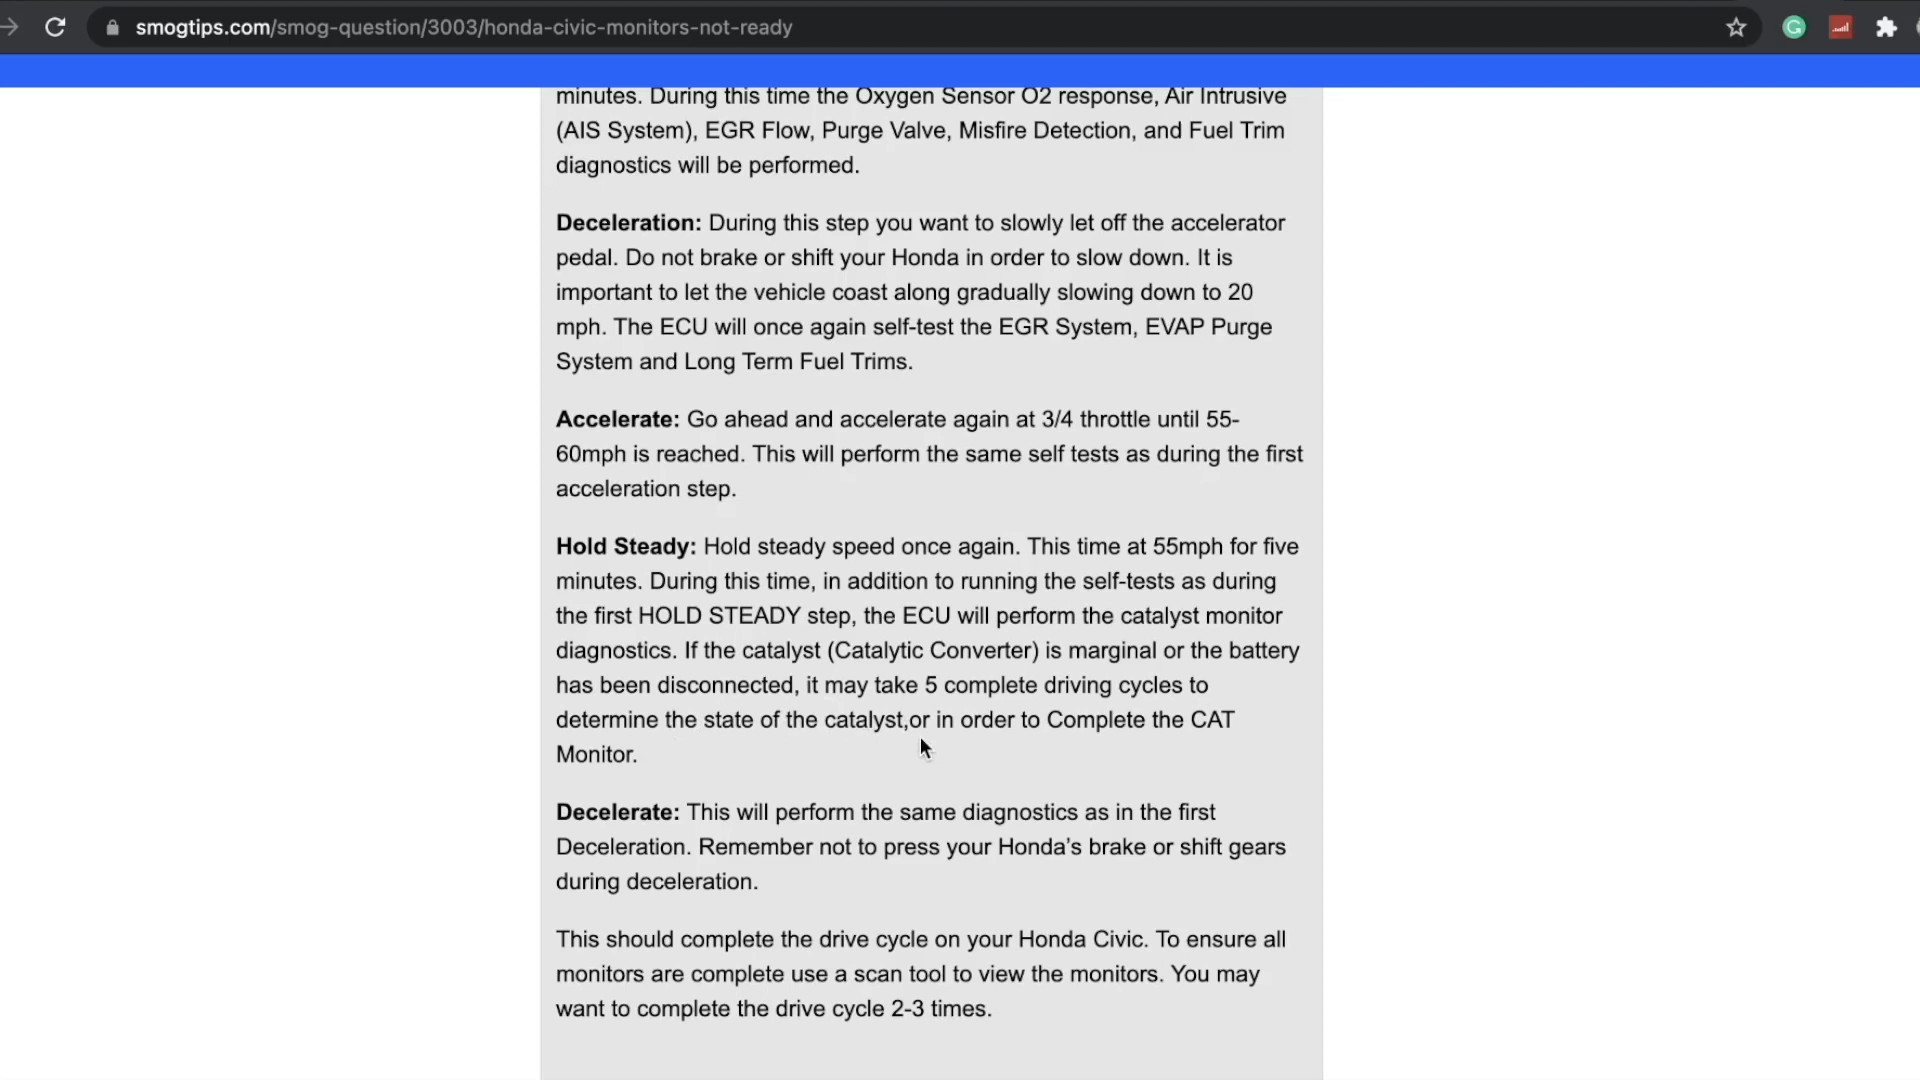 smogtips.com/smog-question/3003/honda-civic-monitors-not-ready
minutes. During this time the Oxygen Sensor O2 response, Air Intrusive
(AIS System), EGR Flow, Purge Valve, Misfire Detection, and Fuel Trim
diagnostics will be performed.
Deceleration: During this step you want to slowly let off the accelerator
pedal. Do not brake or shift your Honda in order to slow down. It is
important to let the vehicle coast along gradually slowing down to 20
mph. The ECU will once again self-test the EGR System, EVAP Purge
System and Long Term Fuel Trims.
Accelerate: Go ahead and accelerate again at 3/4 throttle until 55-
60mph is reached. This will perform the same self tests as during the first
acceleration step.
Hold Steady: Hold steady speed once again. This time at 55mph for five
minutes. During this time, in addition to running the self-tests as during
the first HOLD STEADY step, the ECU will perform the catalyst monitor
diagnostics. If the catalyst (Catalytic Converter) is marginal or the battery
has been disconnected, it may take 5 complete driving cycles to
determine the state of the catalyst,or in order to Complete the CAT
Monitor.
Decelerate: This will perform the same diagnostics as in the first
Deceleration. Remember not to press your Honda’s brake or shift gears
during deceleration.
This should complete the drive cycle on your Honda Civic. To ensure all
monitors are complete use a scan tool to view the monitors. You may
want to complete the drive cycle 2-3 times.